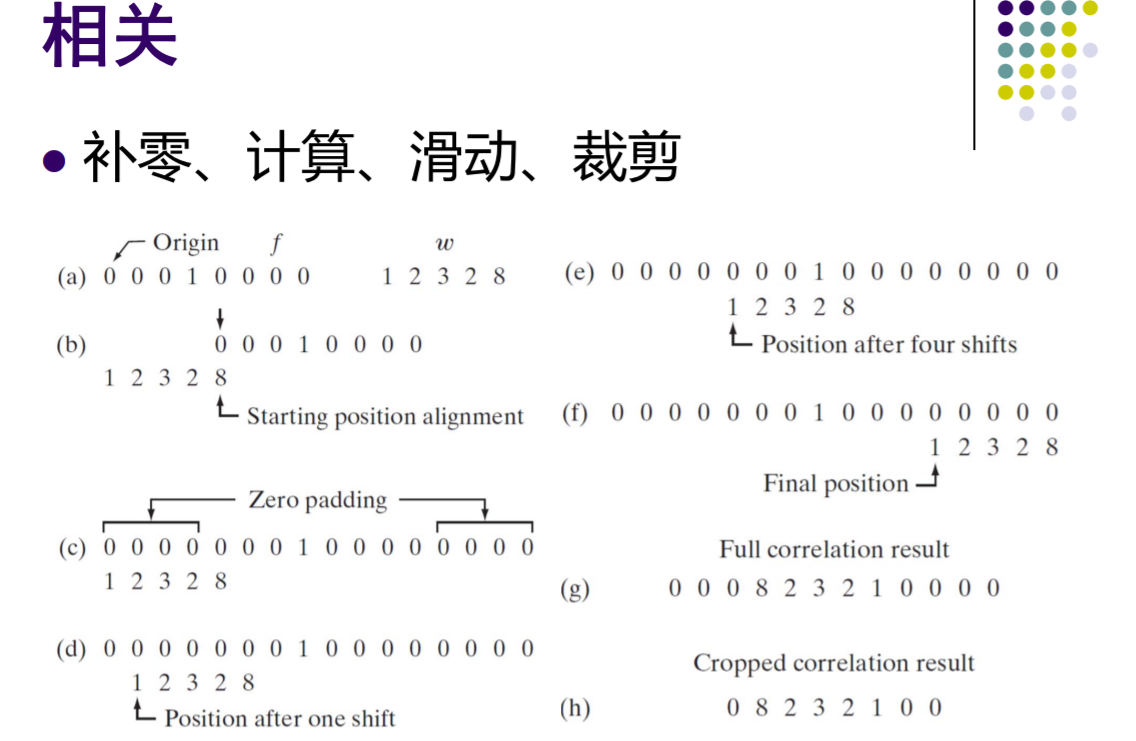 相关
补零、计算、滑动、裁剪
Origin f w
(a) 0 0 0 1 0 0 0 0 1 2 3 2 8
(b) 0 0 0 1 0 0 0 0
1 2 3 2 8
Starting position alignment
Zero padding
(c) 0 0 0 0 0 0 0 1 0 0 0 0 0 0 0 0
1 2 3 2 8
(d) 0 0 0 0 0 0 0 1 0 0 0 0 0 0 0 0
1 2 3 2 8
Position after one shift
(e) 0 0 0 0 0 0 0 1 0 0 0 0 0 0 0 0
1 2 3 2 8
Position after four shifts
(f) 0 0 0 0 0 0 0 1 0 0 0 0 0 0 0 0
1 2 3 2 8
Final position
Full correlation result
(g) 0 0 0 8 2 3 2 1 0 0 0 0
Cropped correlation result
(h) 0 8 2 3 2 1 0 0